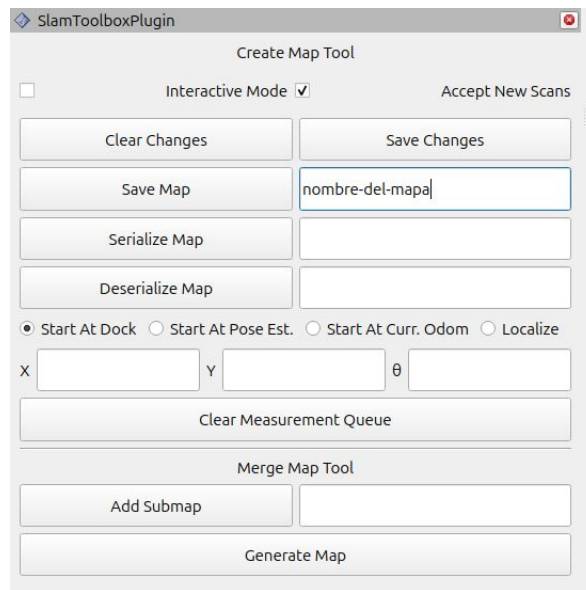 SlamToolboxPlugin
Create Map Tool
Interactive Mode Accept New Scans
Clear Changes Save Changes
Save Map nombre-del-mapa
Serialize Map
Deserialize Map
Start At Dock Start At Pose Est. Start At Curr. Odom Localize
X Y θ
Clear Measurement Queue
Merge Map Tool
Add Submap
Generate Map